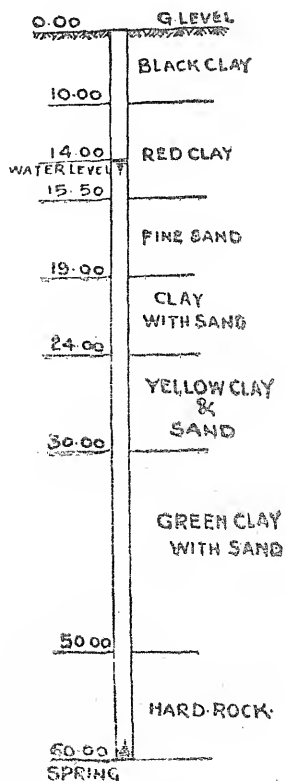 0.00 G.LEVEL
BLACK CLAY
10.00
14.00 RED CLAY
WATER LEVEL
15.50
FINE SAND
19.00
CLAY
WITH SAND
24.00
YELLOW CLAY
&
SAND
30.00
GREEN CLAY
WITH SAND
50.00
HARD.ROCK.
60.00
SPRING